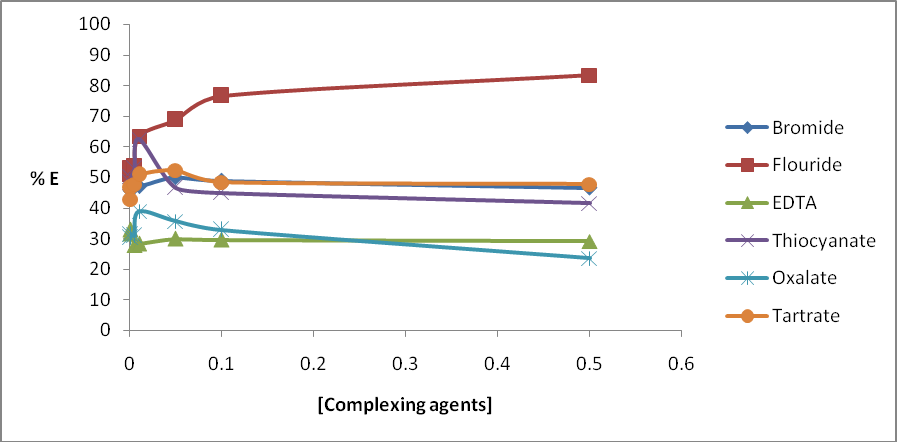 100
90
80
70
60
50
40
30
20
10
0
% E
0
0.1
0.2
0.3
0.4
0.5
0.6
[Complexing agents]
Bromide
Flouride
EDTA
Thiocyanate
Oxalate
Tartrate